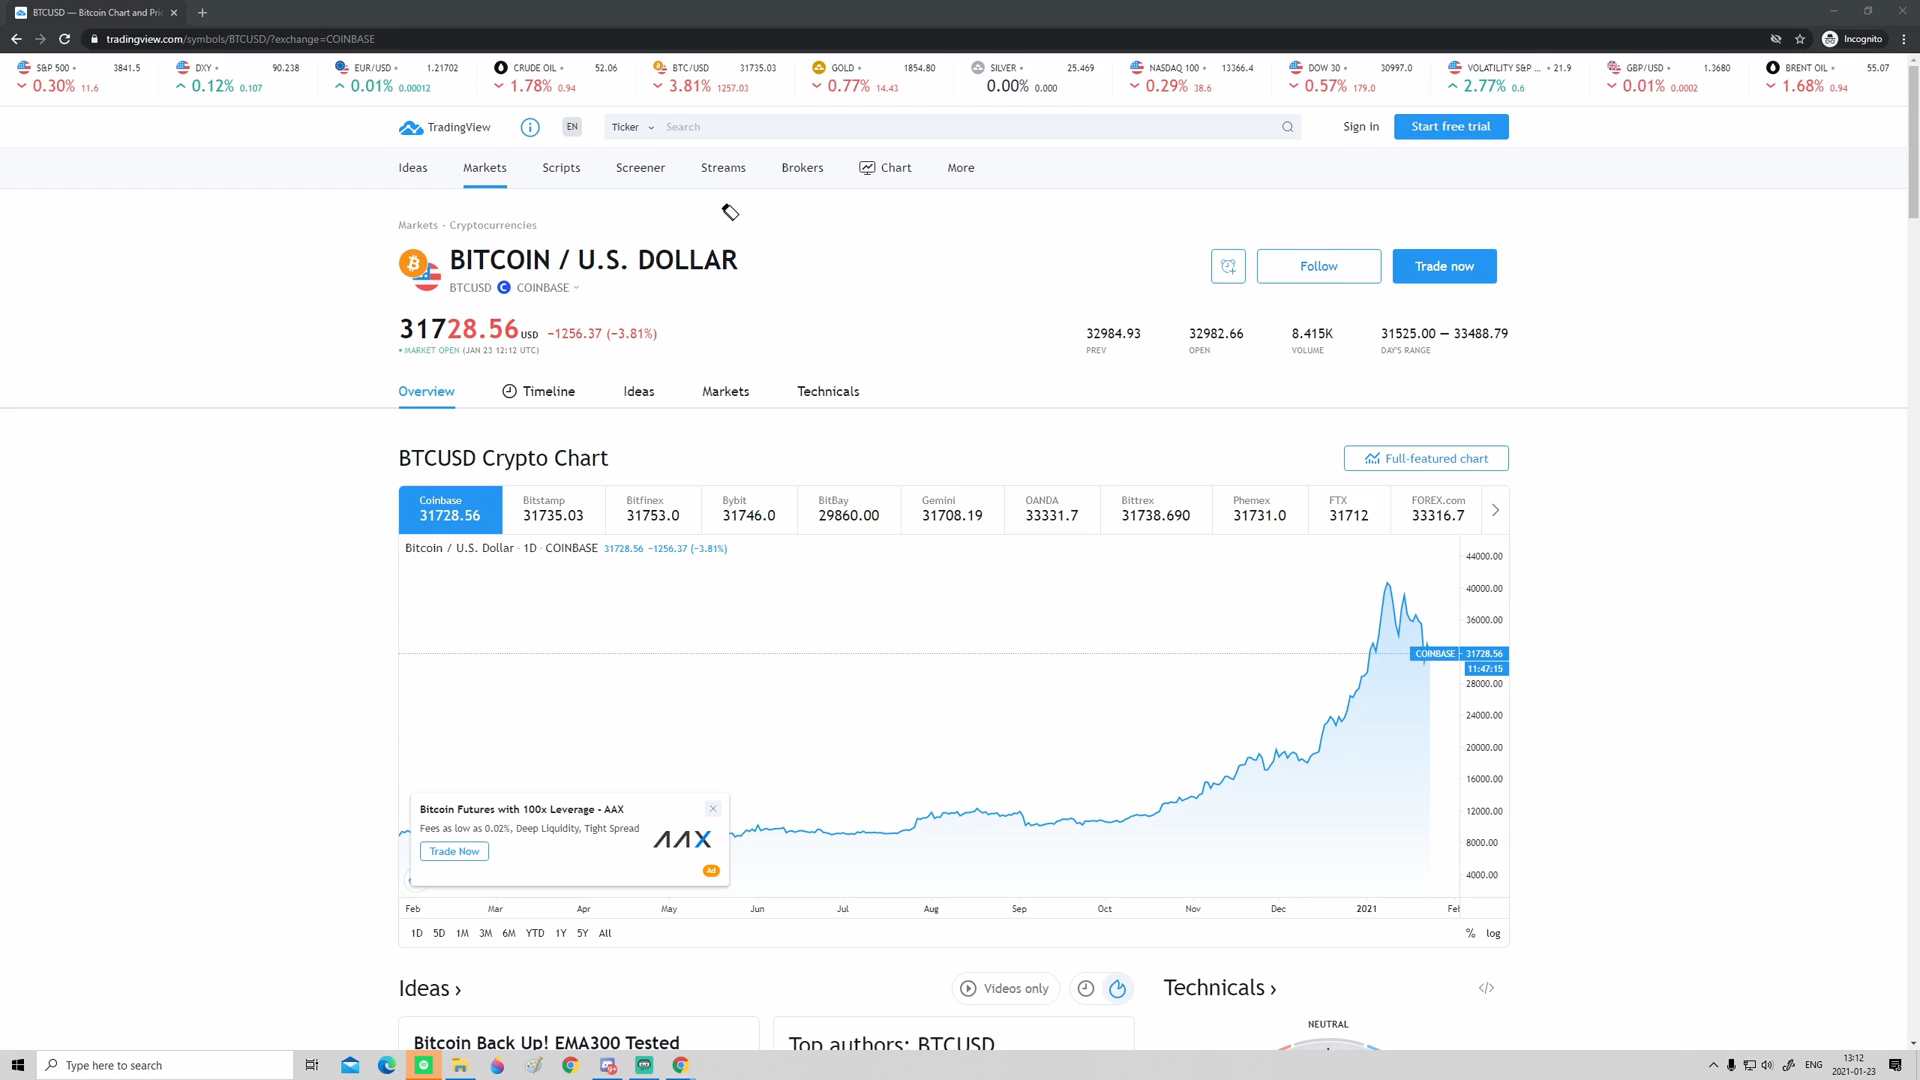 BTCUSD — Bitcoin Chart and Pric
tradingview.com/symbols/BTCUSD/?exchange=COINBASE
Incognito
S&P 500 3841.5
0.30% 11.6
DXY 90.238
0.12% 0.107
EUR/USD 1.21702
0.01% 0.00012
CRUDE OIL 52.06
1.78% 0.94
BTC/USD 31735.03
3.81% 1257.03
GOLD 1854.80
0.77% 14.43
SILVER 25.469
0.00% 0.000
NASDAQ 100 13366.4
0.29% 38.6
DOW 30 30997.0
0.57% 179.0
VOLATILITY S&P ... 21.9
2.77% 0.6
GBP/USD 1.3680
0.01% 0.0002
BRENT OIL 55.07
1.68% 0.94
TradingView
EN
Ticker
Search
Sign in
Start free trial
Ideas Markets Scripts Screener Streams Brokers Chart More
Markets · Cryptocurrencies
BITCOIN / U.S. DOLLAR
BTCUSD COINBASE
Follow
Trade now
31728.56 USD −1256.37 (−3.81%)
MARKET OPEN (JAN 23 12:12 UTC)
32984.93
PREV
32982.66
OPEN
8.415K
VOLUME
31525.00 — 33488.79
DAY'S RANGE
Overview Timeline Ideas Markets Technicals
BTCUSD Crypto Chart
Full-featured chart
Coinbase
31728.56
Bitstamp
31735.03
Bitfinex
31753.0
Bybit
31746.0
BitBay
29860.00
Gemini
31708.19
OANDA
33331.7
Bittrex
31738.690
Phemex
31731.0
FTX
31712
FOREX.com
33316.7
Bitcoin / U.S. Dollar · 1D · COINBASE 31728.56 −1256.37 (−3.81%)
44000.00
40000.00
36000.00
COINBASE 31728.56
11:47:15
28000.00
24000.00
20000.00
16000.00
12000.00
8000.00
4000.00
Bitcoin Futures with 100x Leverage - AAX
Fees as low as 0.02%, Deep Liquidity, Tight Spread
AAX
Trade Now
Ad
Feb Mar Apr May Jun Jul Aug Sep Oct Nov Dec 2021 Fel
1D 5D 1M 3M 6M YTD 1Y 5Y All
% log
Ideas ›
Videos only
Technicals ›
</>
NEUTRAL
Bitcoin Back Up! EMA300 Tested
Top authors: BTCUSD
Type here to search
ENG
13:12
2021-01-23